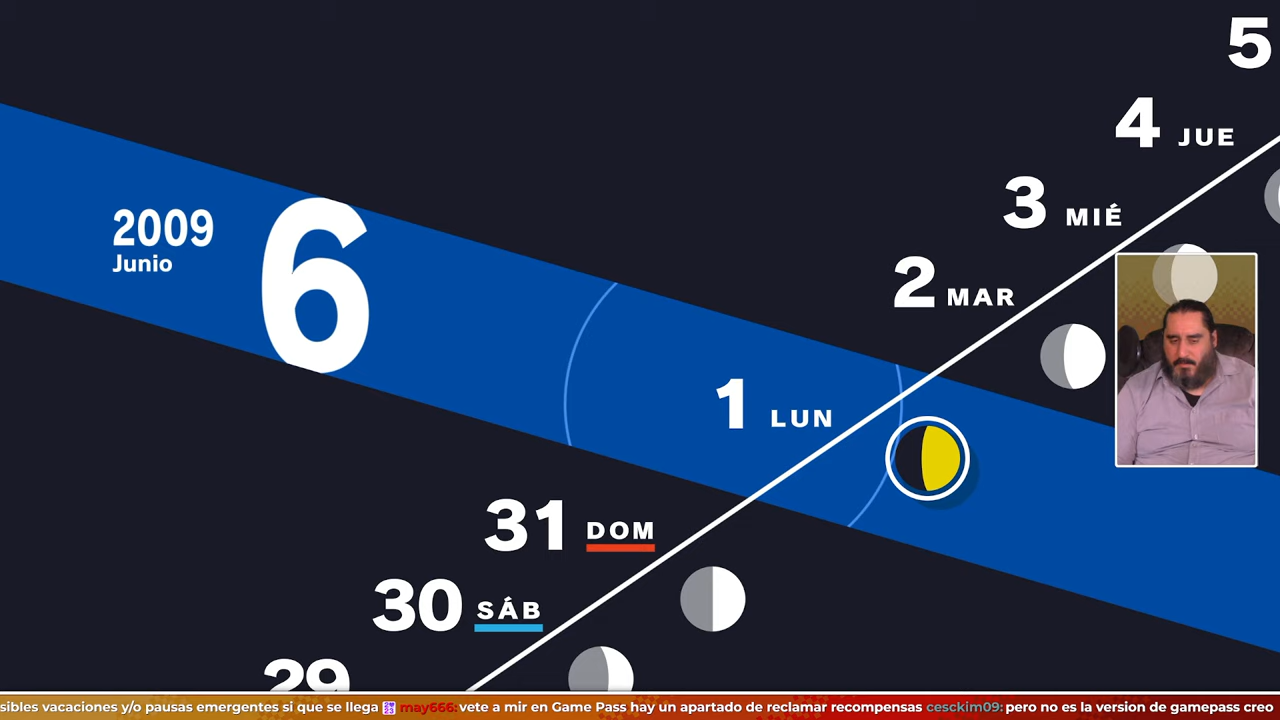 5
4 JUE
3 MIÉ
2 MAR
2009
Junio
6
1 LUN
31 DOM
30 SÁB
29
sibles vacaciones y/o pausas emergentes si que se llega may666: vete a mir en Game Pass hay un apartado de reclamar recompensas cesckim09: pero no es la version de gamepass creo